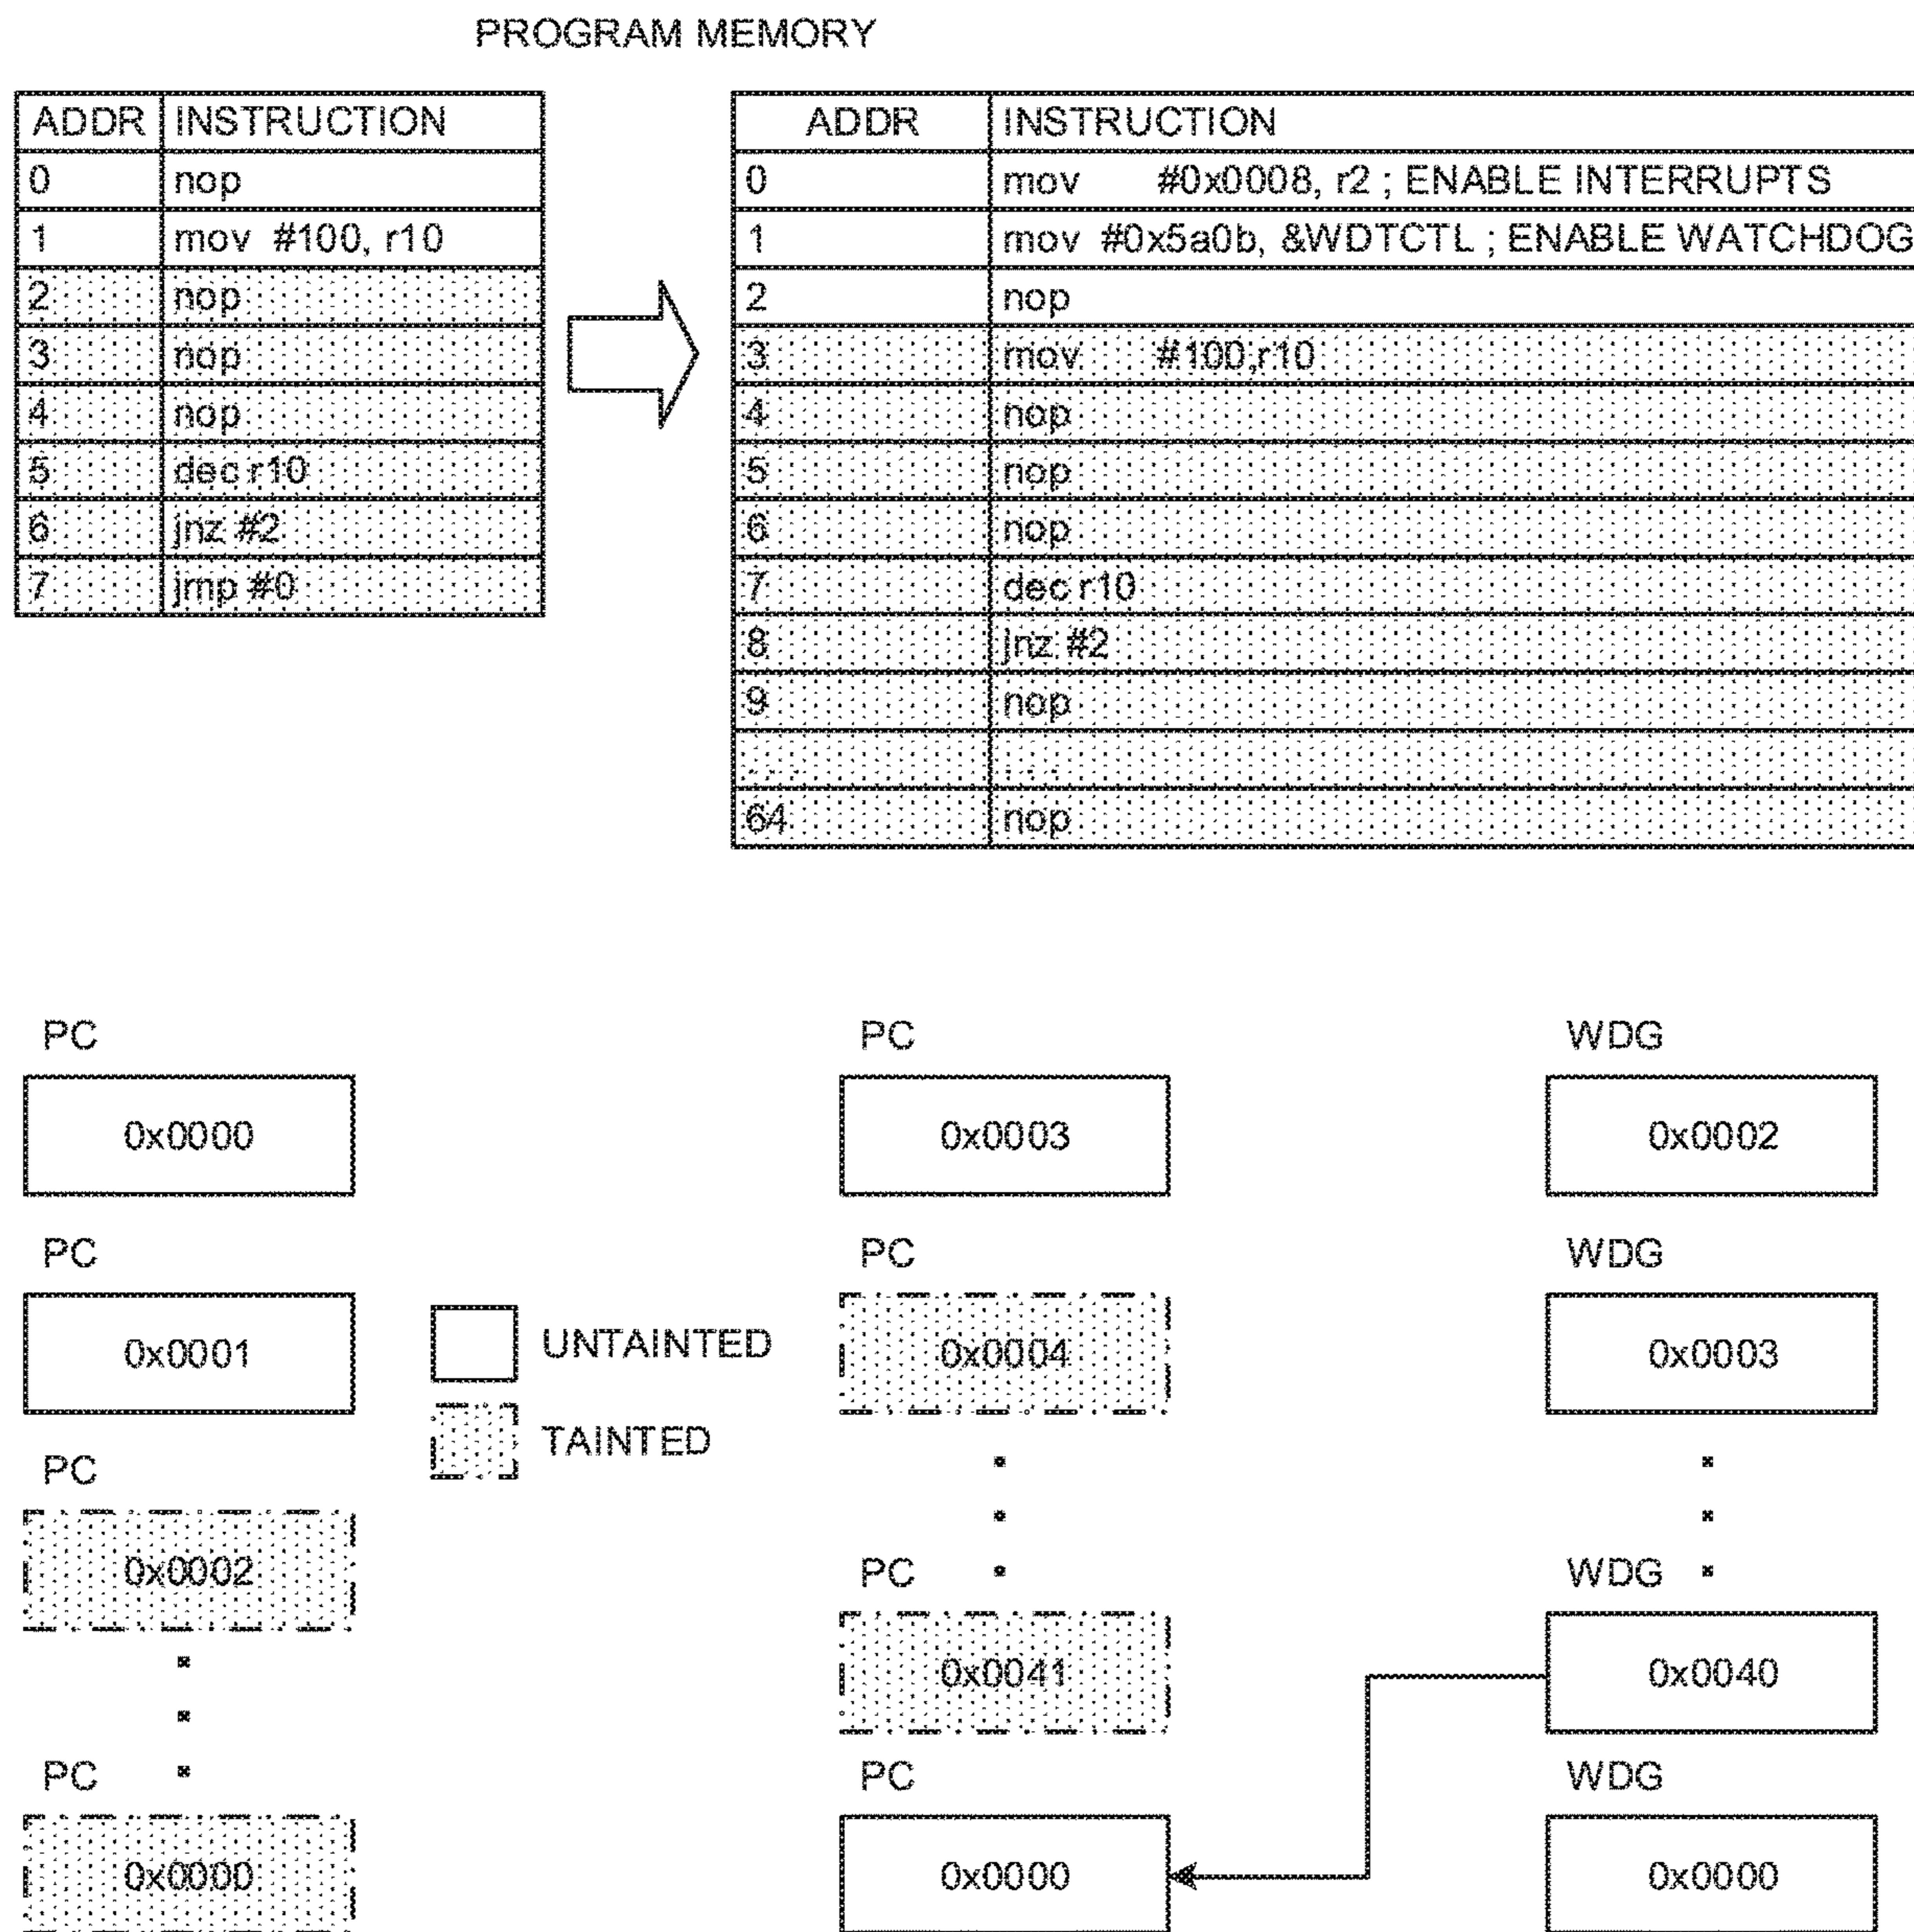 PROGRAM MEMORY
ADDR INSTRUCTION
0 nop
1 mov #100, r10
2 nop
3 nop
4 nop
5 dec r10
6 jnz #2
7 jmp #0
ADDR INSTRUCTION
0 mov #0x0008, r2 ; ENABLE INTERRUPTS
1 mov #0x5a0b, &WDTCTL ; ENABLE WATCHDOG
2 nop
3 mov #100,r10
4 nop
5 nop
6 nop
7 dec r10
8 jnz #2
9 nop
... ...
64 nop
PC
0x0000
PC
0x0001
PC
0x0002
PC
0x0000
UNTAINTED
TAINTED
PC
0x0003
PC
0x0004
PC
0x0041
PC
0x0000
WDG
0x0002
WDG
0x0003
WDG
0x0040
WDG
0x0000